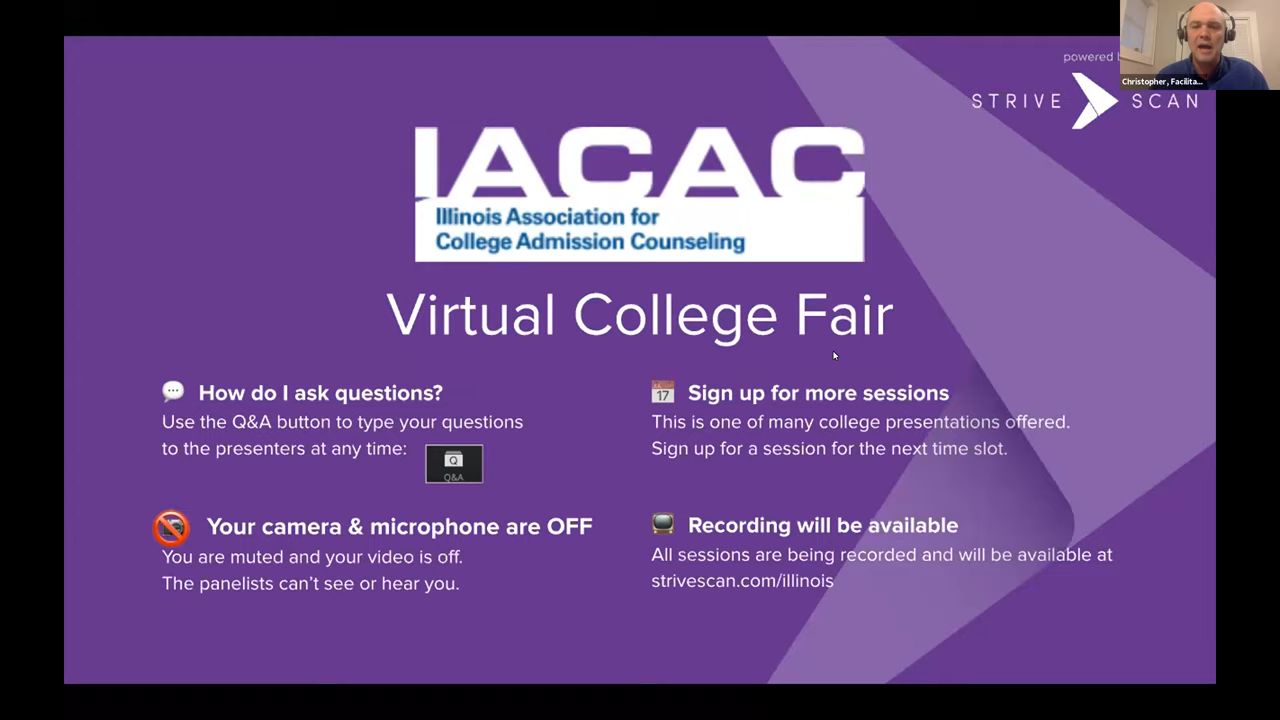 powered
Christopher, Facilita...
STRIVE SCAN
IACAC
Illinois Association for
College Admission Counseling
Virtual College Fair
How do I ask questions?
Use the Q&A button to type your questions
to the presenters at any time:
Q
Q&A
17
Sign up for more sessions
This is one of many college presentations offered.
Sign up for a session for the next time slot.
Your camera & microphone are OFF
You are muted and your video is off.
The panelists can’t see or hear you.
Recording will be available
All sessions are being recorded and will be available at
strivescan.com/illinois